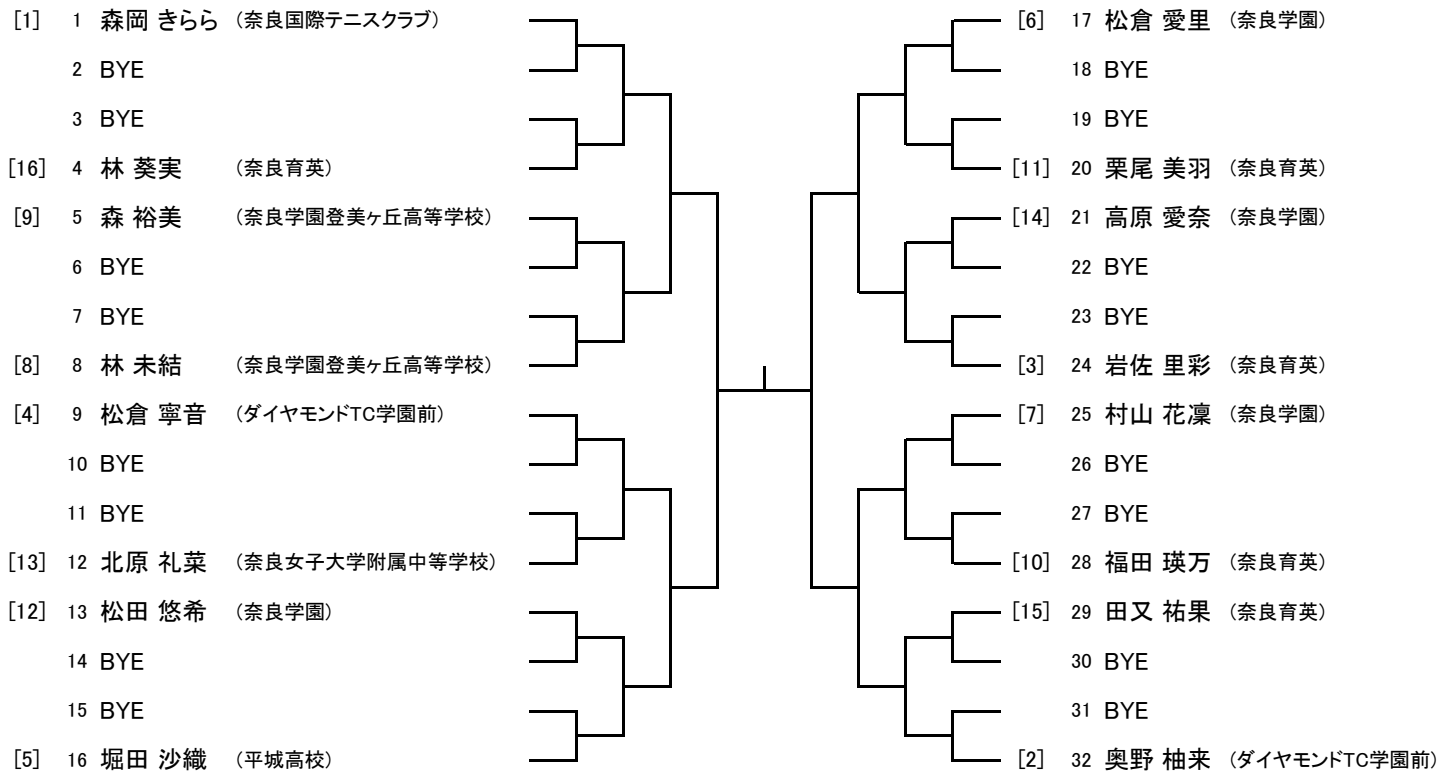 [1] 1 森岡 きらら (奈良国際テニスクラブ)
2 BYE
3 BYE
[16] 4 林 葵実 (奈良育英)
[9] 5 森 裕美 (奈良学園登美ヶ丘高等学校)
6 BYE
7 BYE
[8] 8 林 未結 (奈良学園登美ヶ丘高等学校)
[4] 9 松倉 寧音 (ダイヤモンドTC学園前)
10 BYE
11 BYE
[13] 12 北原 礼菜 (奈良女子大学附属中等学校)
[12] 13 松田 悠希 (奈良学園)
14 BYE
15 BYE
[5] 16 堀田 沙織 (平城高校)
[6] 17 松倉 愛里 (奈良学園)
18 BYE
19 BYE
[11] 20 栗尾 美羽 (奈良育英)
[14] 21 高原 愛奈 (奈良学園)
22 BYE
23 BYE
[3] 24 岩佐 里彩 (奈良育英)
[7] 25 村山 花凜 (奈良学園)
26 BYE
27 BYE
[10] 28 福田 瑛万 (奈良育英)
[15] 29 田又 祐果 (奈良育英)
30 BYE
31 BYE
[2] 32 奥野 柚来 (ダイヤモンドTC学園前)